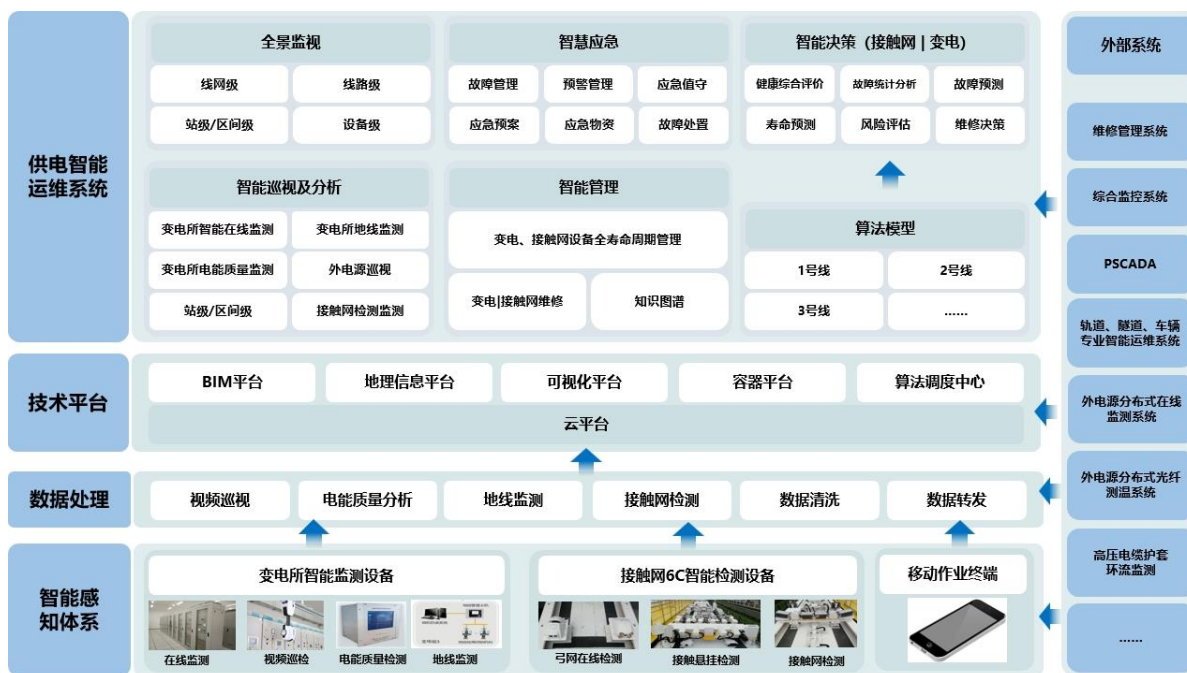 供电智能
运维系统
全景监视
线网级
线路级
站级/区间级
设备级
智慧应急
故障管理
预警管理
应急值守
应急预案
应急物资
故障处置
智能决策（接触网 | 变电）
健康综合评价
故障统计分析
故障预测
寿命预测
风险评估
维修决策
智能巡视及分析
变电所智能在线监测
变电所地线监测
变电所电能质量监测
外电源巡视
站级/区间级
接触网检测监测
智能管理
变电、接触网设备全寿命周期管理
变电|接触网维修
知识图谱
算法模型
1号线
2号线
3号线
......
技术平台
BIM平台
地理信息平台
可视化平台
容器平台
算法调度中心
云平台
数据处理
视频巡视
电能质量分析
地线监测
接触网检测
数据清洗
数据转发
智能感
知体系
变电所智能监测设备
在线监测
视频巡检
电能质量检测
地线监测
接触网6C智能检测设备
弓网在线检测
接触悬挂检测
接触网检测
移动作业终端
外部系统
维修管理系统
综合监控系统
PSCADA
轨道、隧道、车辆
专业智能运维系统
外电源分布式在线
监测系统
外电源分布式光纤
测温系统
高压电缆护套
环流监测
......